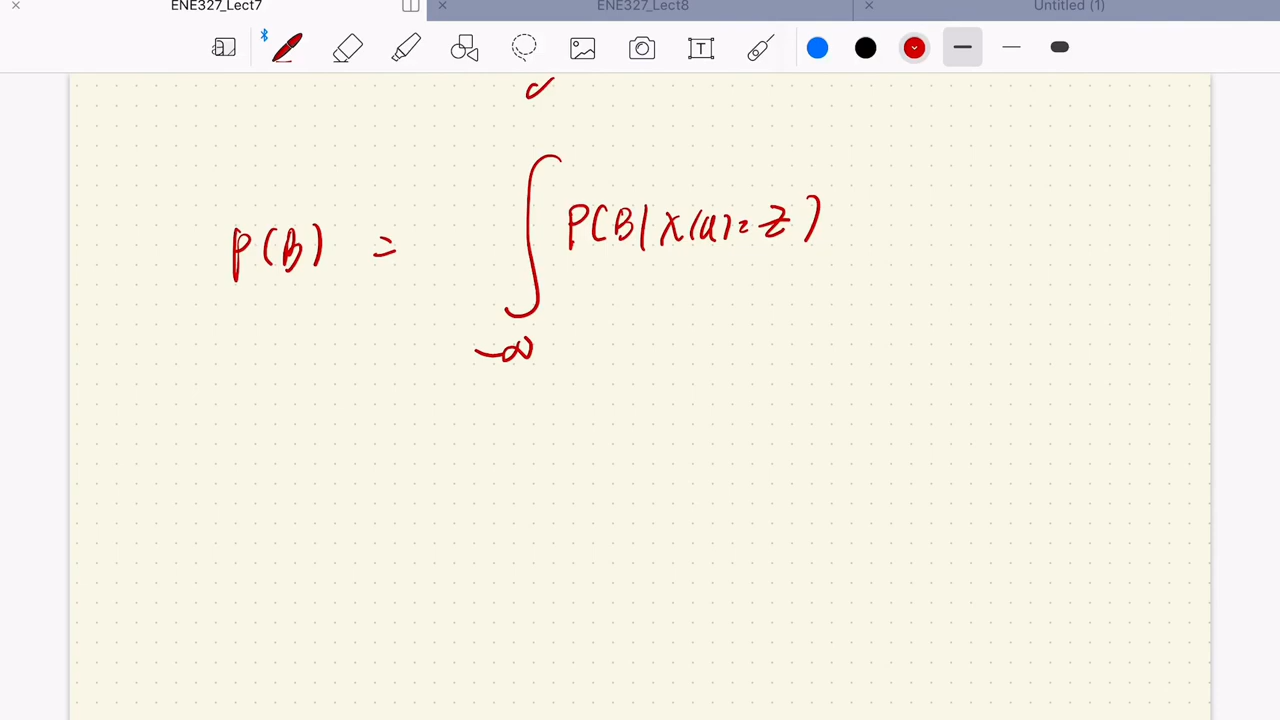 ENE327_Lect7 ENE327_Lect8 Untitled (1)
T
P(B) = ∫ P(B|X(u)=z)
-∞